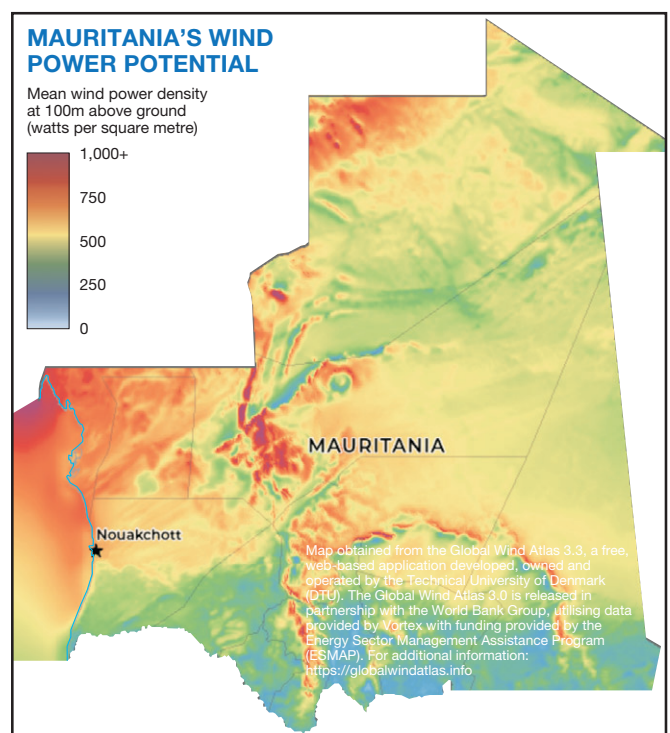 MAURITANIA'S WIND
POWER POTENTIAL
Mean wind power density
at 100m above ground
(watts per square metre)
1,000+
750
500
250
0
MAURITANIA
Nouakchott
Map obtained from the Global Wind Atlas 3.3, a free,
web-based application developed, owned and
operated by the Technical University of Denmark
(DTU). The Global Wind Atlas 3.0 is released in
partnership with the World Bank Group, utilising data
provided by Vortex with funding provided by the
Energy Sector Management Assistance Program
(ESMAP). For additional information:
https://globalwindatlas.info